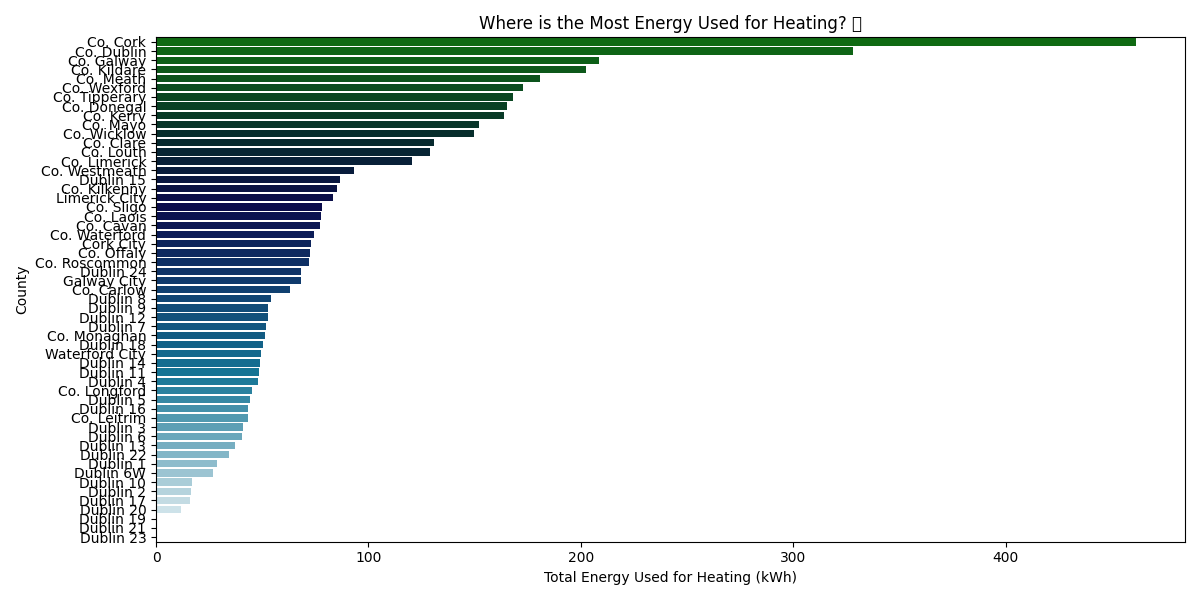 Where is the Most Energy Used for Heating? 
Co. Cork
Co. Dublin
Co. Galway
Co. Kildare
Co. Meath
Co. Wexford
Co. Tipperary
Co. Donegal
Co. Kerry
Co. Mayo
Co. Wicklow
Co. Clare
Co. Louth
Co. Limerick
Co. Westmeath
Dublin 15
Co. Kilkenny
Limerick City
Co. Sligo
Co. Laois
Co. Cavan
Co. Waterford
Cork City
Co. Offaly
Co. Roscommon
Dublin 24
Galway City
Co. Carlow
Dublin 8
Dublin 9
Dublin 12
Dublin 7
Co. Monaghan
Dublin 18
Waterford City
Dublin 14
Dublin 11
Dublin 4
Co. Longford
Dublin 5
Dublin 16
Co. Leitrim
Dublin 3
Dublin 6
Dublin 13
Dublin 22
Dublin 1
Dublin 6W
Dublin 10
Dublin 2
Dublin 17
Dublin 20
Dublin 19
Dublin 21
Dublin 23
County
0 100 200 300 400
Total Energy Used for Heating (kWh)